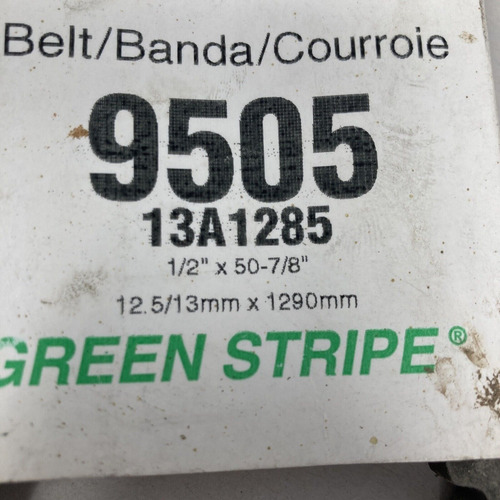 Belt/Banda/Courroie
9505
13A1285
1/2" x 50-7/8"
12.5/13mm x 1290mm
GREEN STRIPE®